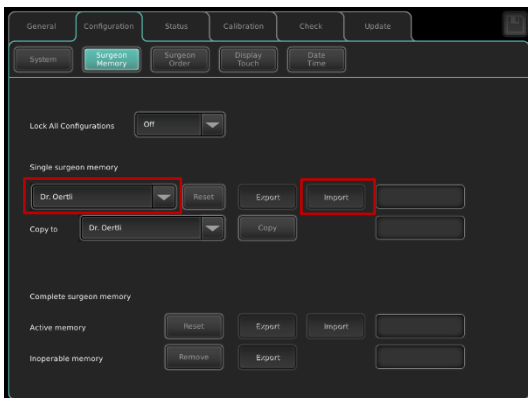 General Configuration Status Calibration Check Update
System Surgeon Memory Surgeon Order Display Touch Date Time
Lock All Configurations Off
Single surgeon memory
Dr. Oertli Reset Export Import
Copy to Dr. Oertli Copy
Complete surgeon memory
Active memory Reset Export Import
Inoperable memory Remove Export